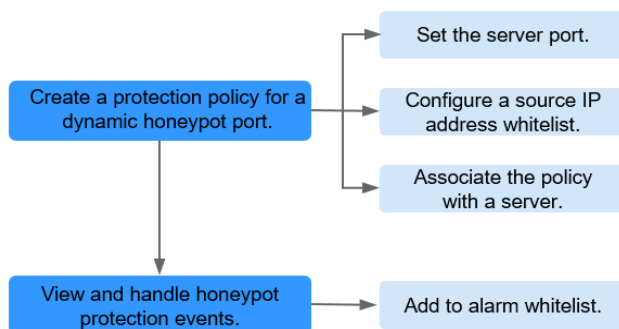 Set the server port.
Create a protection policy for a
dynamic honeypot port.
Configure a source IP
address whitelist.
Associate the policy
with a server.
View and handle honeypot
protection events.
Add to alarm whitelist.